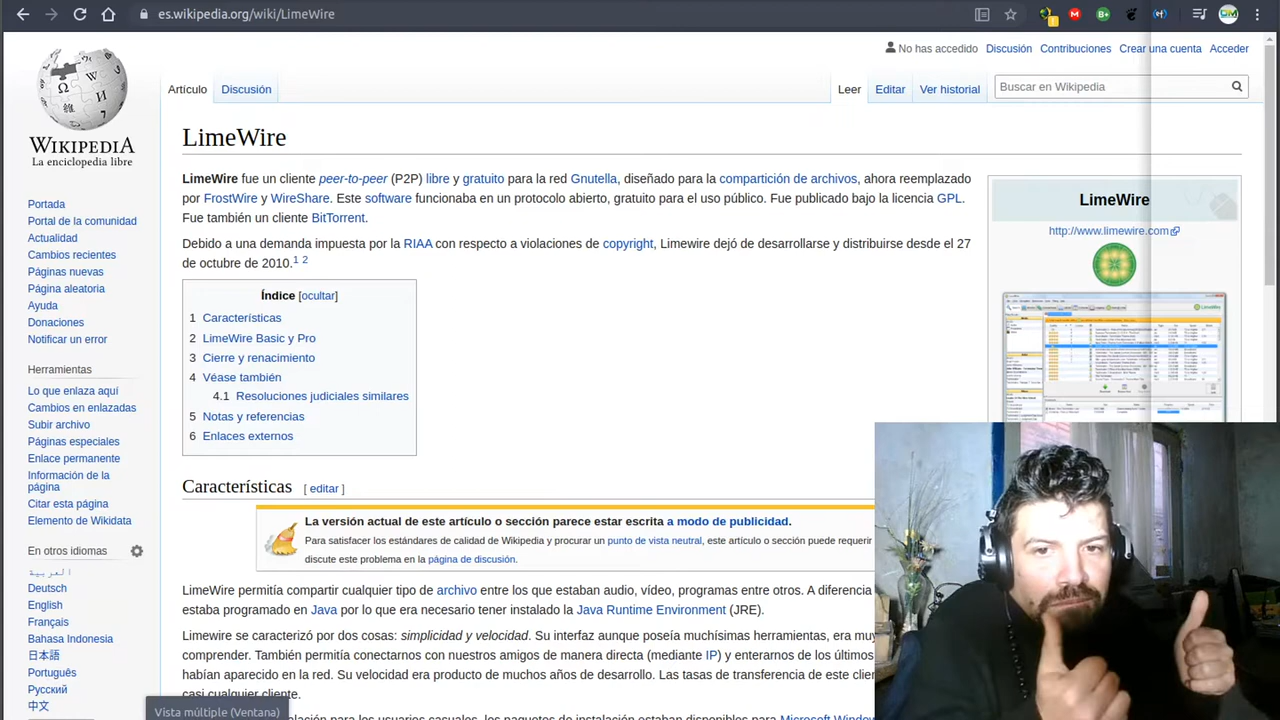 es.wikipedia.org/wiki/LimeWire
No has accedido Discusión Contribuciones Crear una cuenta Acceder
Artículo Discusión Leer Editar Ver historial Buscar en Wikipedia
WIKIPEDIA
La enciclopedia libre
Portada
Portal de la comunidad
Actualidad
Cambios recientes
Páginas nuevas
Página aleatoria
Ayuda
Donaciones
Notificar un error
Herramientas
Lo que enlaza aquí
Cambios en enlazadas
Subir archivo
Páginas especiales
Enlace permanente
Información de la
página
Citar esta página
Elemento de Wikidata
En otros idiomas
العربية
Deutsch
English
Français
Bahasa Indonesia
日本語
Português
Русский
中文
LimeWire
LimeWire fue un cliente peer-to-peer (P2P) libre y gratuito para la red Gnutella, diseñado para la compartición de archivos, ahora reemplazado
por FrostWire y WireShare. Este software funcionaba en un protocolo abierto, gratuito para el uso público. Fue publicado bajo la licencia GPL.
Fue también un cliente BitTorrent.
Debido a una demanda impuesta por la RIAA con respecto a violaciones de copyright, Limewire dejó de desarrollarse y distribuirse desde el 27
de octubre de 2010.1 2
Índice [ocultar]
1 Características
2 LimeWire Basic y Pro
3 Cierre y renacimiento
4 Véase también
4.1 Resoluciones judiciales similares
5 Notas y referencias
6 Enlaces externos
LimeWire
http://www.limewire.com
Características [ editar ]
La versión actual de este artículo o sección parece estar escrita a modo de publicidad.
Para satisfacer los estándares de calidad de Wikipedia y procurar un punto de vista neutral, este artículo o sección puede requerir
discute este problema en la página de discusión.
LimeWire permitía compartir cualquier tipo de archivo entre los que estaban audio, vídeo, programas entre otros. A diferencia
estaba programado en Java por lo que era necesario tener instalado la Java Runtime Environment (JRE).
Limewire se caracterizó por dos cosas: simplicidad y velocidad. Su interfaz aunque poseía muchísimas herramientas, era muy
comprender. También permitía conectarnos con nuestros amigos de manera directa (mediante IP) y enterarnos de los últimos
habían aparecido en la red. Su velocidad era producto de muchos años de desarrollo. Las tasas de transferencia de este
casi cualquier cliente.
Vista múltiple (Ventana)
para los usuarios casuales, los paquetes de instalación estaban disponibles para Microsoft